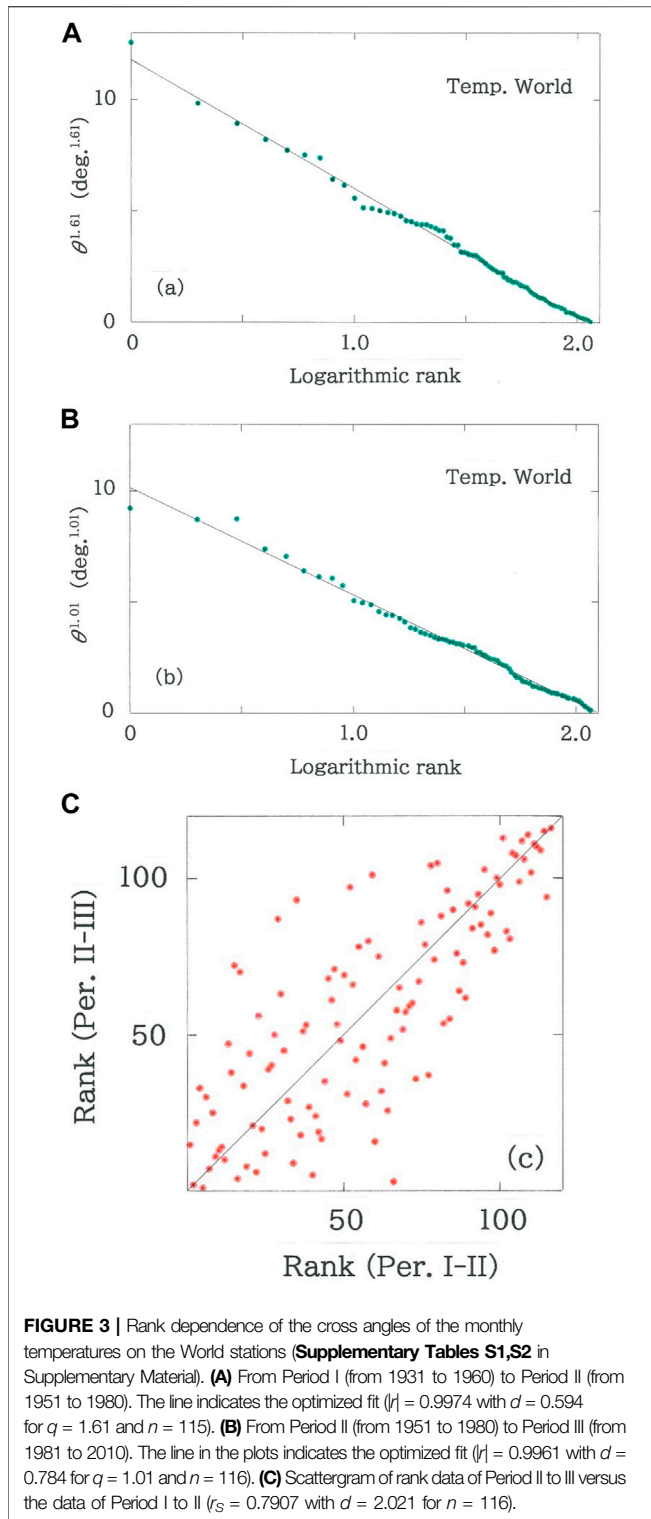 A
10
θ^1.61 (deg.^1.61)
Temp. World
(a)
0
0
1.0
2.0
Logarithmic rank
B
10
θ^1.01 (deg.^1.01)
Temp. World
(b)
0
0
1.0
2.0
Logarithmic rank
C
100
50
Rank (Per. II-III)
(c)
50
100
Rank (Per. I-II)
FIGURE 3 | Rank dependence of the cross angles of the monthly
temperatures on the World stations (Supplementary Tables S1,S2 in
Supplementary Material). (A) From Period I (from 1931 to 1960) to Period II (from
1951 to 1980). The line indicates the optimized fit (|r| = 0.9974 with d = 0.594
for q = 1.61 and n = 115). (B) From Period II (from 1951 to 1980) to Period III (from
1981 to 2010). The line in the plots indicates the optimized fit (|r| = 0.9961 with d =
0.784 for q = 1.01 and n = 116). (C) Scattergram of rank data of Period II to III versus
the data of Period I to II (r_S = 0.7907 with d = 2.021 for n = 116).